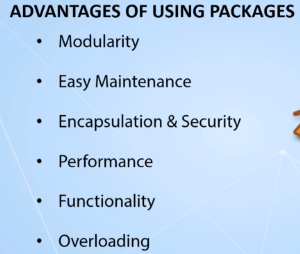 ADVANTAGES OF USING PACKAGES
• Modularity
• Easy Maintenance
• Encapsulation & Security
• Performance
• Functionality
• Overloading